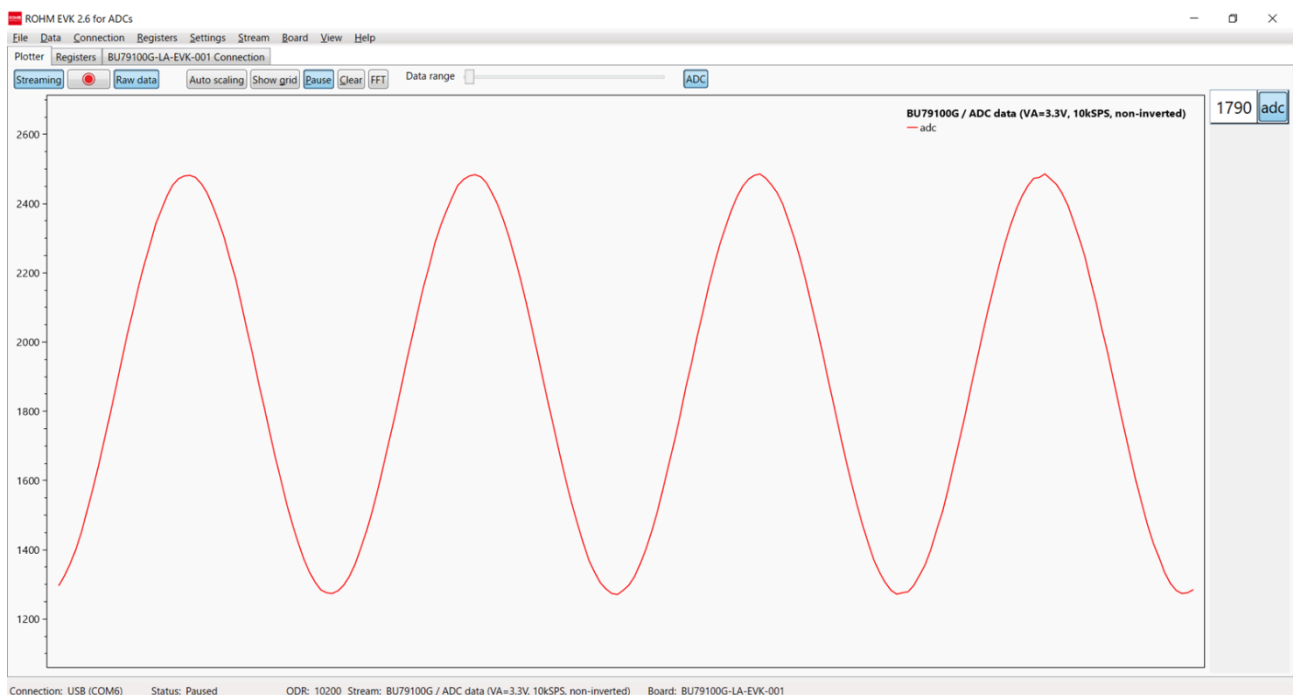 ROHM EVK 2.6 for ADCs
File Data Connection Registers Settings Stream Board View Help
Plotter Registers BU79100G-LA-EVK-001 Connection
Streaming Raw data Auto scaling Show grid Pause Clear FFT Data range ADC
BU79100G / ADC data (VA=3.3V, 10kSPS, non-inverted)
adc
1790 adc
2600
2400
2200
2000
1800
1600
1400
1200
Connection: USB (COM6) Status: Paused ODR: 10200 Stream: BU79100G / ADC data (VA=3.3V, 10kSPS, non-inverted) Board: BU79100G-LA-EVK-001